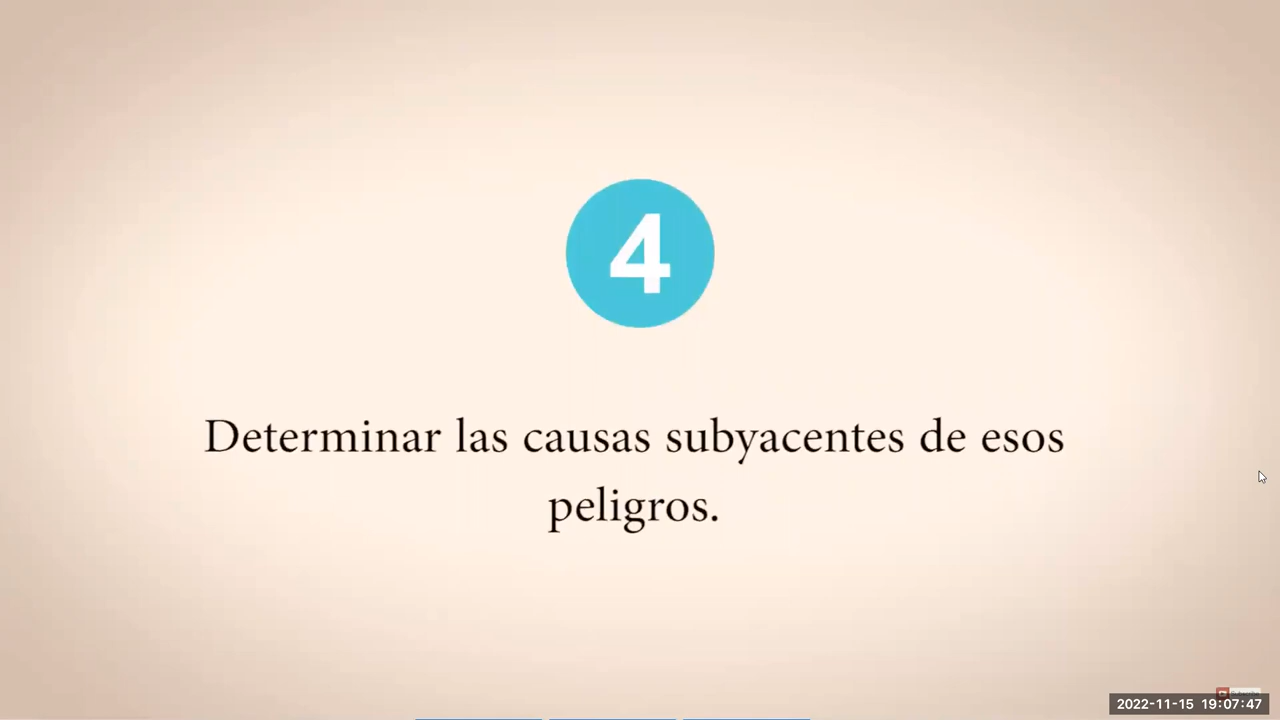 4
Determinar las causas subyacentes de esos
peligros.
2022-11-15 19:07:47